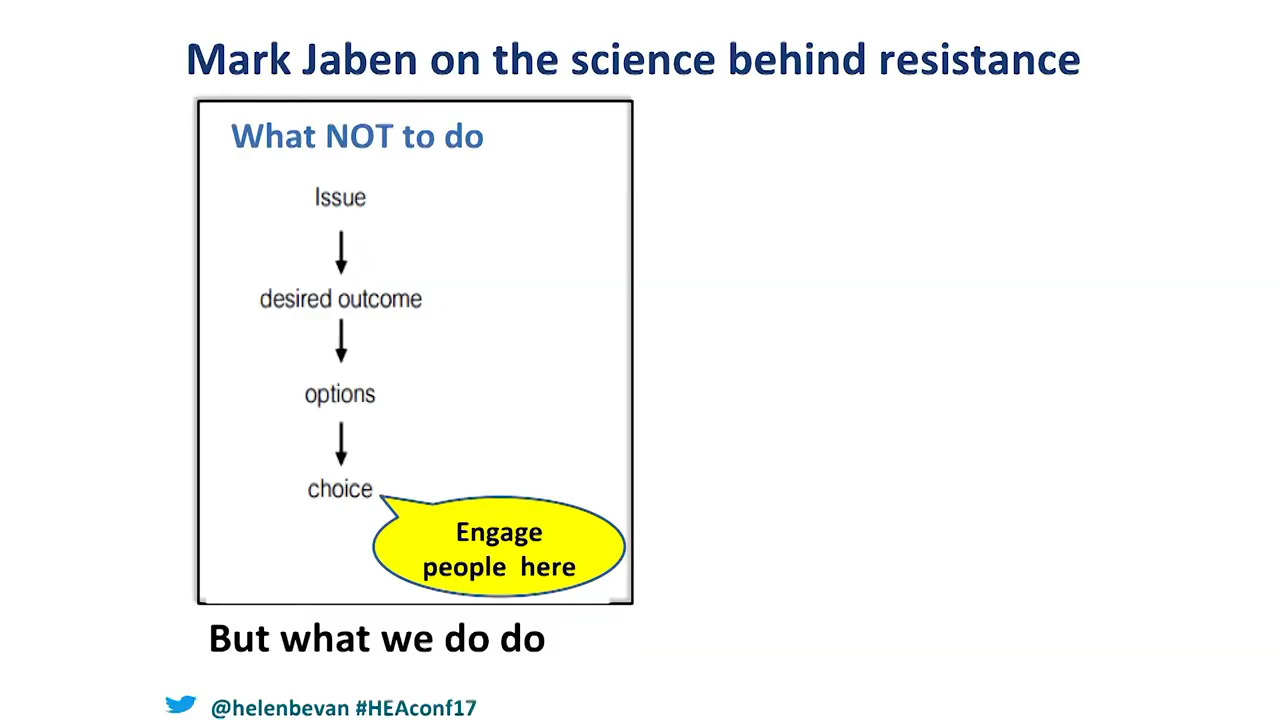 Mark Jaben on the science behind resistance
What NOT to do
Issue
desired outcome
options
choice
Engage
people here
But what we do do
@helenbevan #HEAconf17